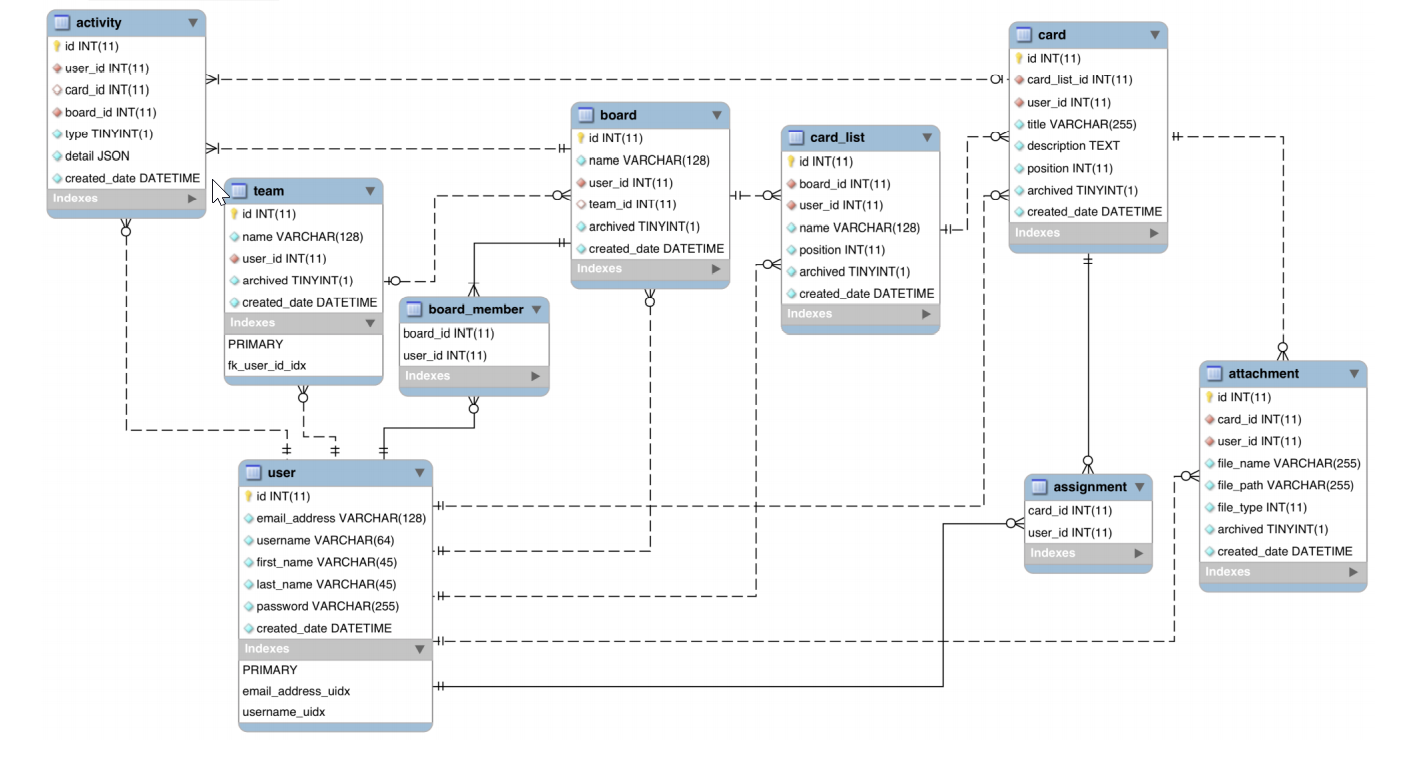 activity
id INT(11)
user_id INT(11)
card_id INT(11)
board_id INT(11)
type TINYINT(1)
detail JSON
created_date DATETIME
Indexes
team
id INT(11)
name VARCHAR(128)
user_id INT(11)
archived TINYINT(1)
created_date DATETIME
Indexes
PRIMARY
fk_user_id_idx
board
id INT(11)
name VARCHAR(128)
user_id INT(11)
team_id INT(11)
archived TINYINT(1)
created_date DATETIME
Indexes
board_member
board_id INT(11)
user_id INT(11)
Indexes
card_list
id INT(11)
board_id INT(11)
user_id INT(11)
name VARCHAR(128)
position INT(11)
archived TINYINT(1)
created_date DATETIME
Indexes
card
id INT(11)
card_list_id INT(11)
user_id INT(11)
title VARCHAR(255)
description TEXT
position INT(11)
archived TINYINT(1)
created_date DATETIME
Indexes
user
id INT(11)
email_address VARCHAR(128)
username VARCHAR(64)
first_name VARCHAR(45)
last_name VARCHAR(45)
password VARCHAR(255)
created_date DATETIME
Indexes
PRIMARY
email_address_uidx
username_uidx
assignment
card_id INT(11)
user_id INT(11)
Indexes
attachment
id INT(11)
card_id INT(11)
user_id INT(11)
file_name VARCHAR(255)
file_path VARCHAR(255)
file_type INT(11)
archived TINYINT(1)
created_date DATETIME
Indexes